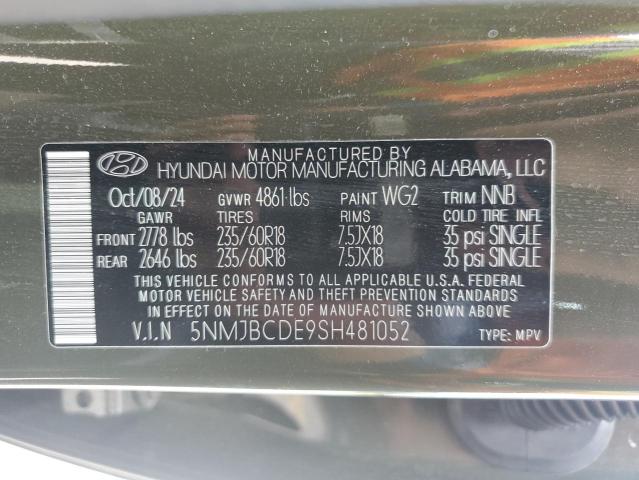 MANUFACTURED BY
HYUNDAI MOTOR MANUFACTURING ALABAMA, LLC
Oct/08/24 GVWR 4861 lbs PAINT WG2 TRIM NNB
GAWR TIRES RIMS COLD TIRE INFL
FRONT 2778 lbs 235/60R18 7.5JX18 35 psi SINGLE
REAR 2646 lbs 235/60R18 7.5JX18 35 psi SINGLE
THIS VEHICLE CONFORMS TO ALL APPLICABLE U.S.A. FEDERAL
MOTOR VEHICLE SAFETY AND THEFT PREVENTION STANDARDS
IN EFFECT ON THE DATE OF MANUFACTURE SHOWN ABOVE.
V.I.N 5NMJBCDE9SH481052 TYPE: MPV